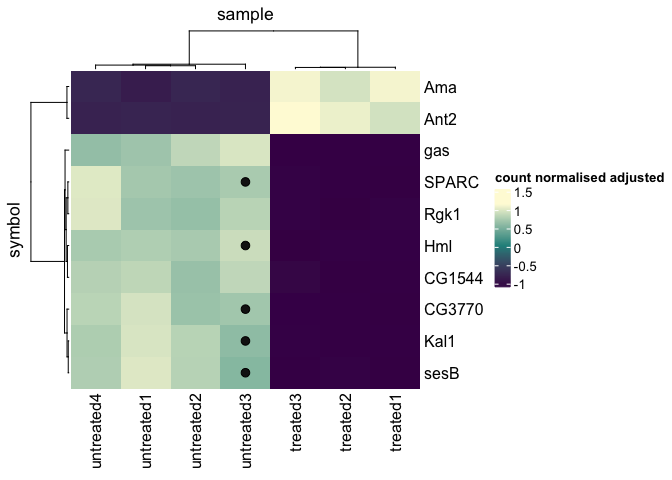 sample
symbol
Ama
Ant2
gas
SPARC
Rgk1
Hml
CG1544
CG3770
Kal1
sesB
untreated4
untreated1
untreated2
untreated3
treated3
treated2
treated1
count normalised adjusted
1.5
1
0.5
0
-0.5
-1